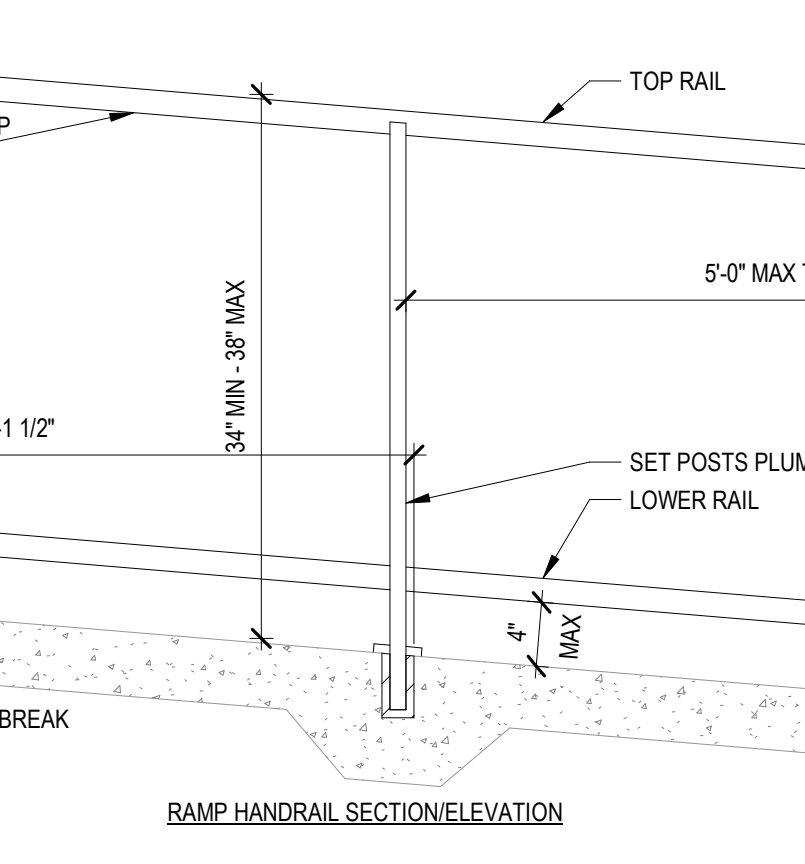 TOP RAIL
P
5'-0" MAX
34" MIN - 38" MAX
-1 1/2"
SET POSTS PLUM
LOWER RAIL
4"
MAX
BREAK
RAMP HANDRAIL SECTION/ELEVATION